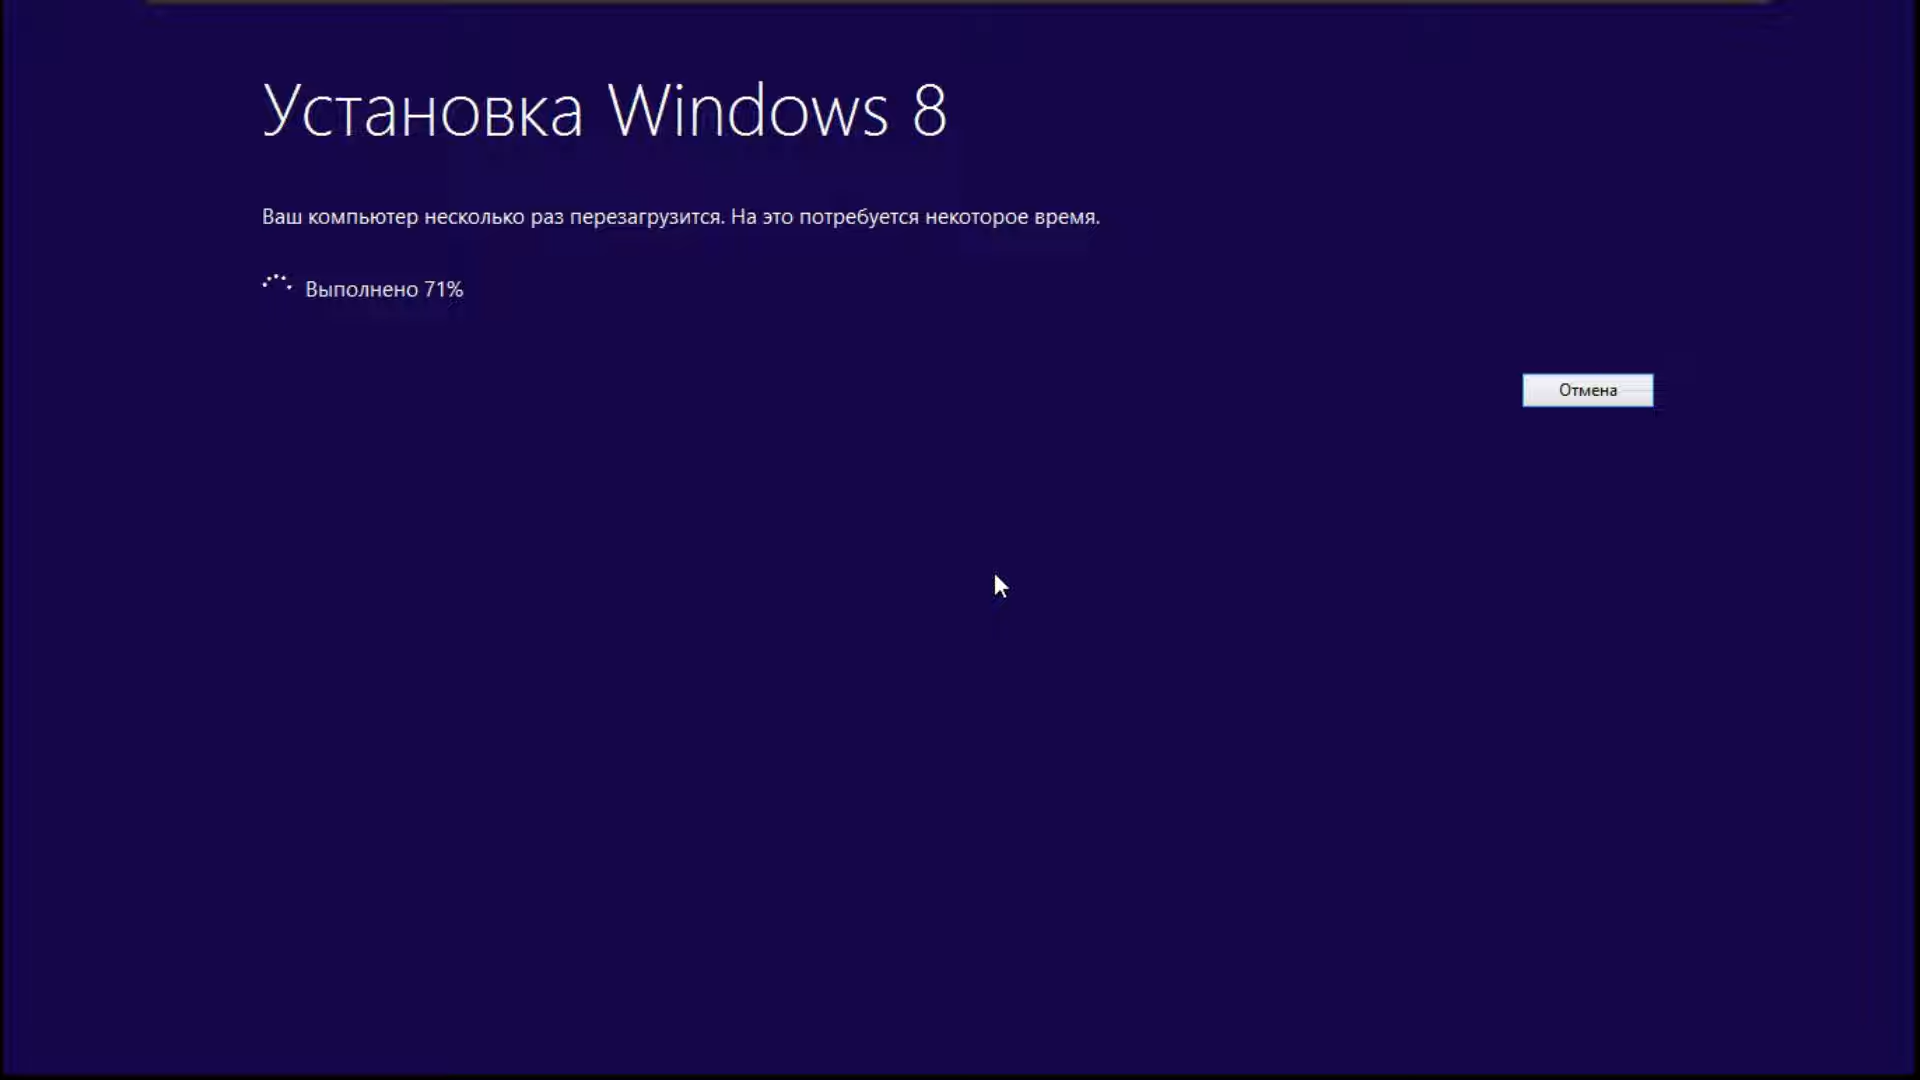 Установка Windows 8
Ваш компьютер несколько раз перезагрузится. На это потребуется некоторое время.
Выполнено 71%
Отмена